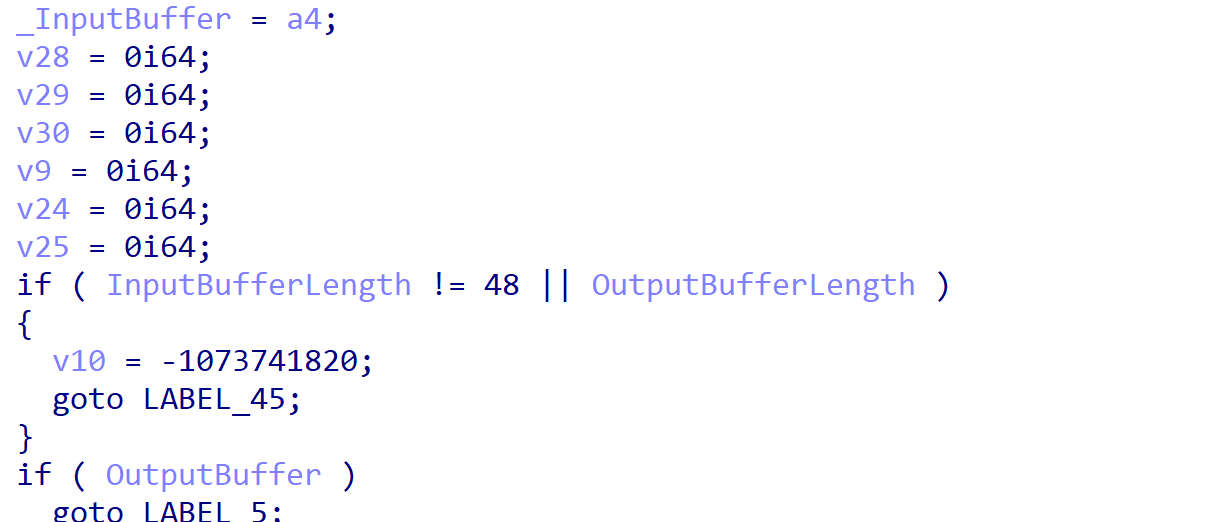 _InputBuffer = a4;
v28 = 0i64;
v29 = 0i64;
v30 = 0i64;
v9 = 0i64;
v24 = 0i64;
v25 = 0i64;
if ( InputBufferLength != 48 || OutputBufferLength )
{
  v10 = -1073741820;
  goto LABEL_45;
}
if ( OutputBuffer )
  goto LABEL_5;